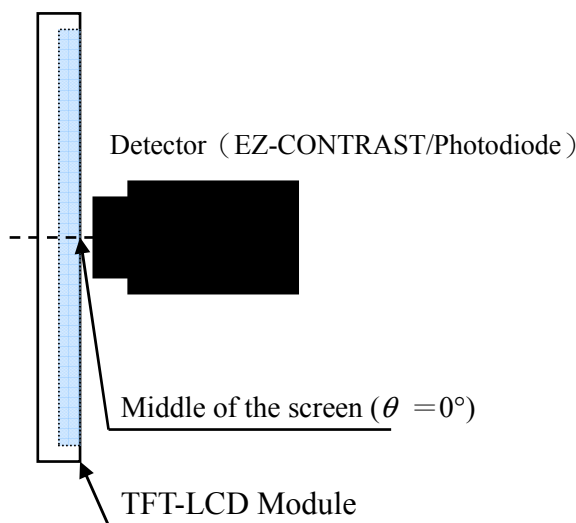 Detector（EZ-CONTRAST/Photodiode）
Middle of the screen (θ =0°)
TFT-LCD Module